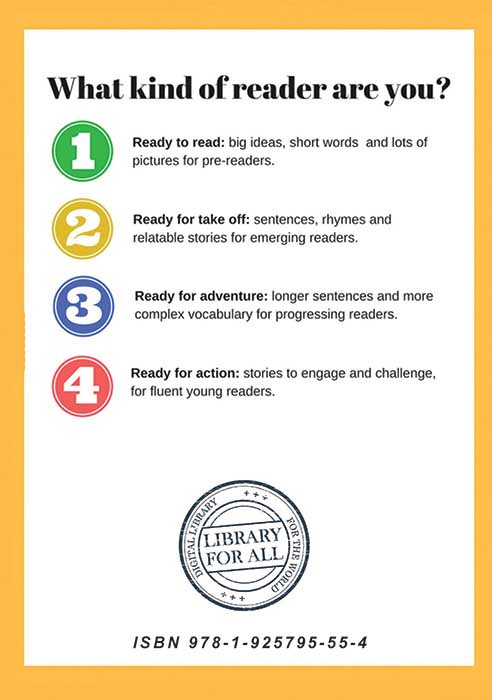 What kind of reader are you?
1
Ready to read: big ideas, short words and lots of
pictures for pre-readers.
2
Ready for take off: sentences, rhymes and
relatable stories for emerging readers.
3
Ready for adventure: longer sentences and more
complex vocabulary for progressing readers.
4
Ready for action: stories to engage and challenge,
for fluent young readers.
+++
DIGITAL LIBRARY
FOR THE WORLD
LIBRARY
FOR ALL
+++
ISBN 978-1-925795-55-4